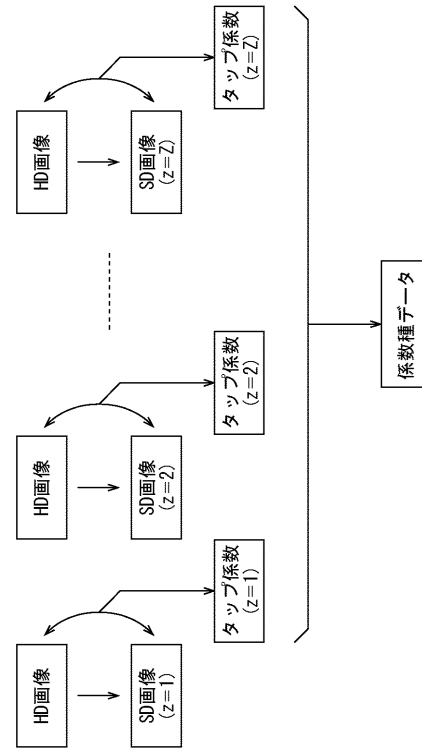 HD画像
SD画像
(z=1)
タップ係数
(z=1)
HD画像
SD画像
(z=2)
タップ係数
(z=2)
HD画像
SD画像
(z=Z)
タップ係数
(z=Z)
係数種データ